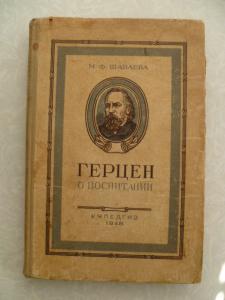 М. Ф. ШАБАЕВА
ГЕРЦЕН
О ВОСПИТАНИИ
УЧПЕДГИЗ
1948